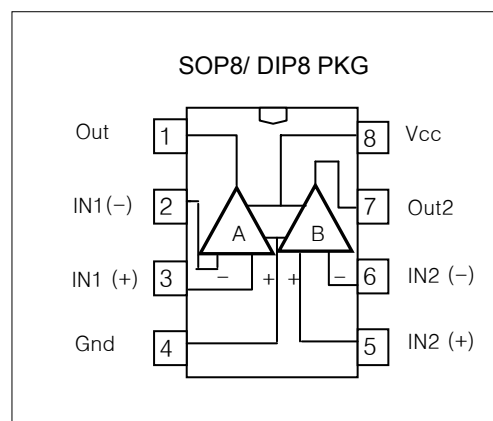 SOP8/ DIP8 PKG
Out 1 8 Vcc
IN1(-) 2 7 Out2
A B
IN1 (+) 3 - + + - 6 IN2 (-)
Gnd 4 5 IN2 (+)